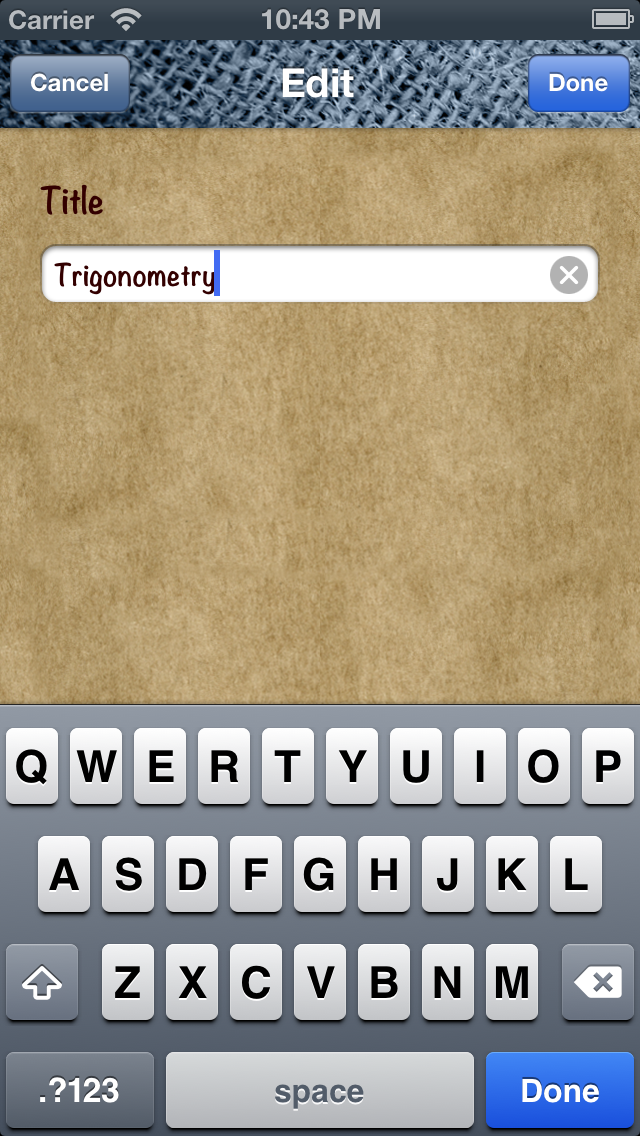 Carrier 10:43 PM
Cancel Edit Done
Title
Trigonometry
Q W E R T Y U I O P
A S D F G H J K L
Z X C V B N M
.?123 space Done